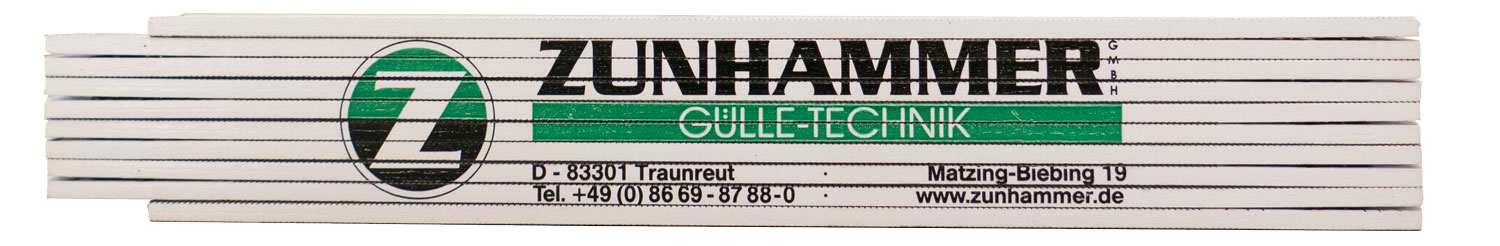 Z
ZUNHAMMER GMBH
GÜLLE-TECHNIK
D - 83301 Traunreut · Matzing-Biebing 19
Tel. +49 (0) 86 69 - 87 88-0 · www.zunhammer.de